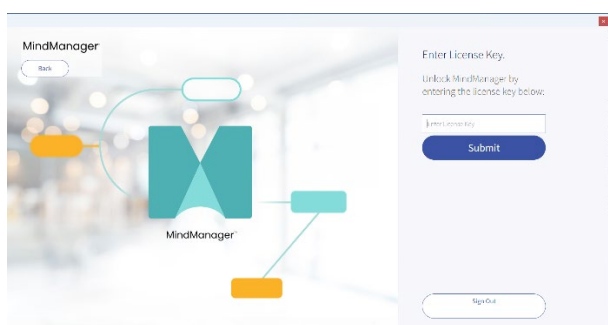 MindManager
Back
MindManager
Enter License Key.
Unlock MindManager by
entering the license key below:
Enter License Key
Submit
Sign Out